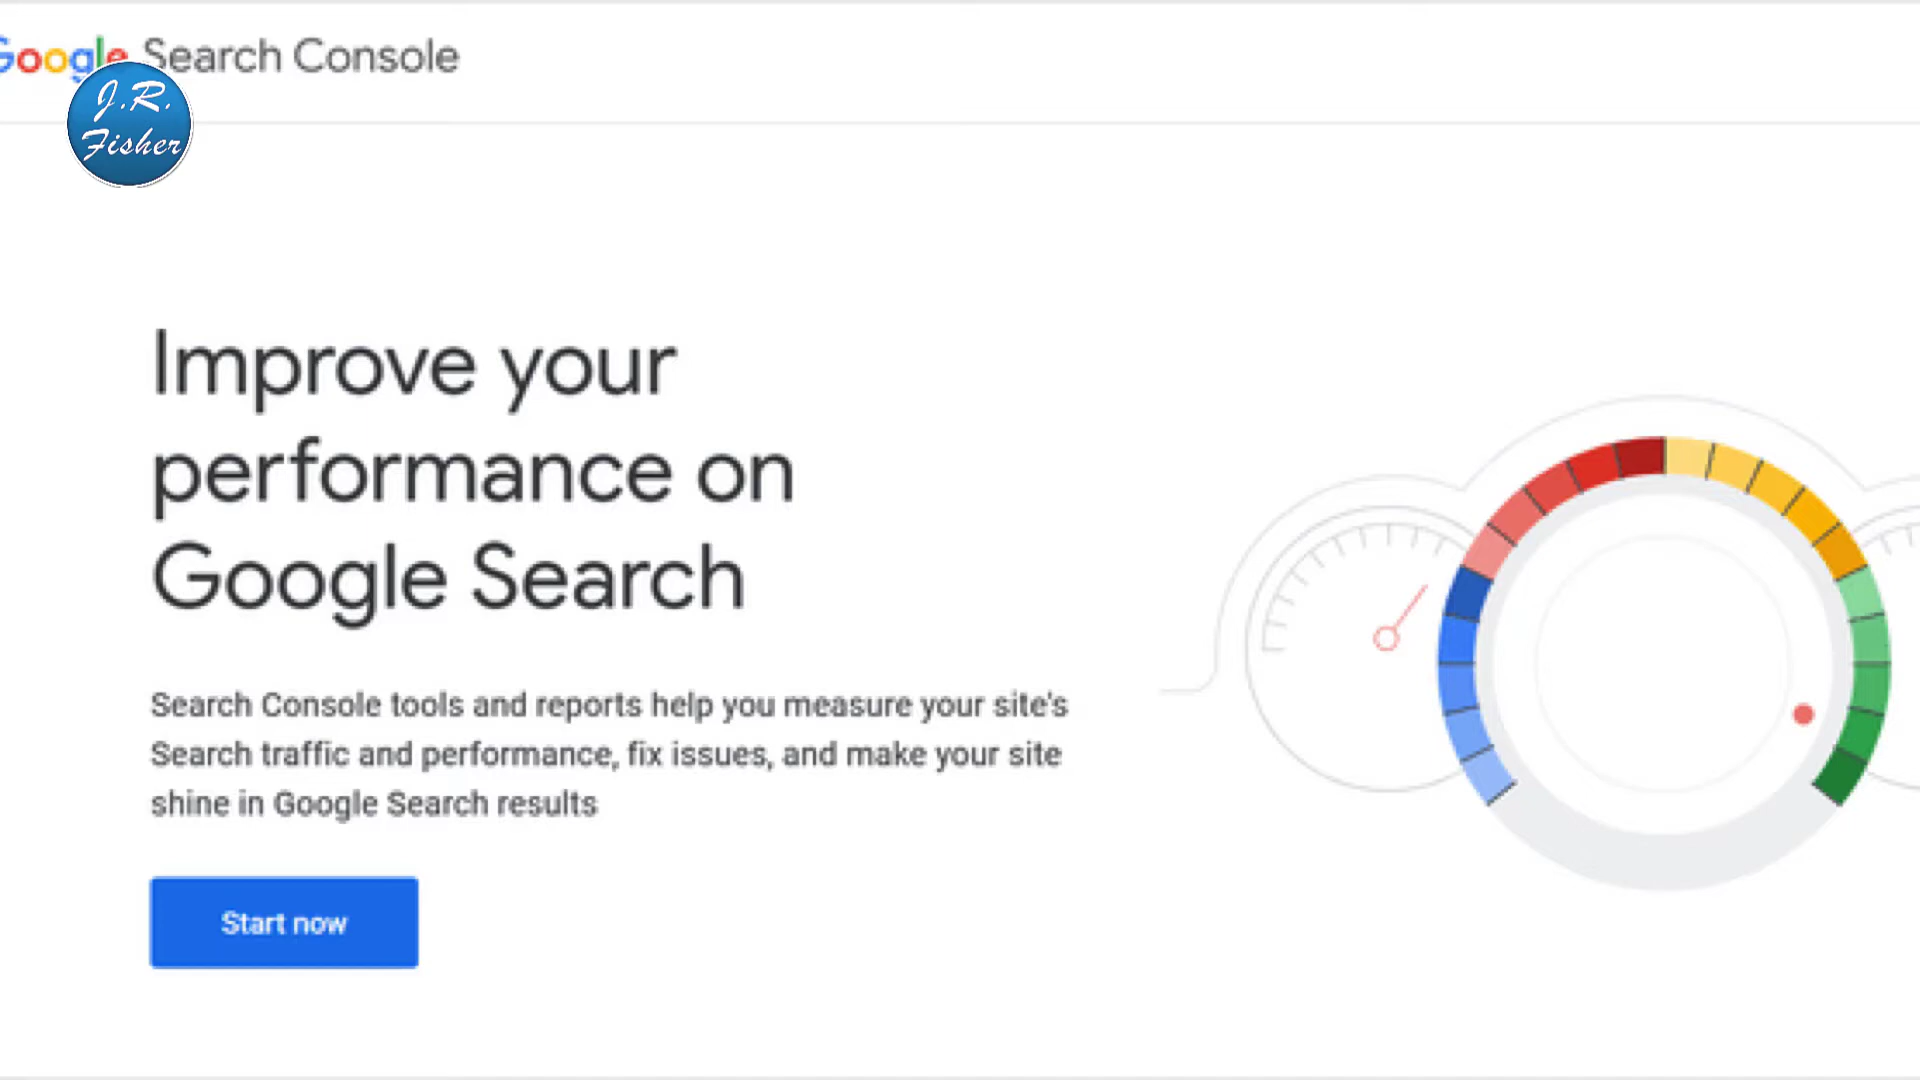 Google Search Console
J.R.
Fisher
Improve your
performance on
Google Search
Search Console tools and reports help you measure your site's
Search traffic and performance, fix issues, and make your site
shine in Google Search results
Start now